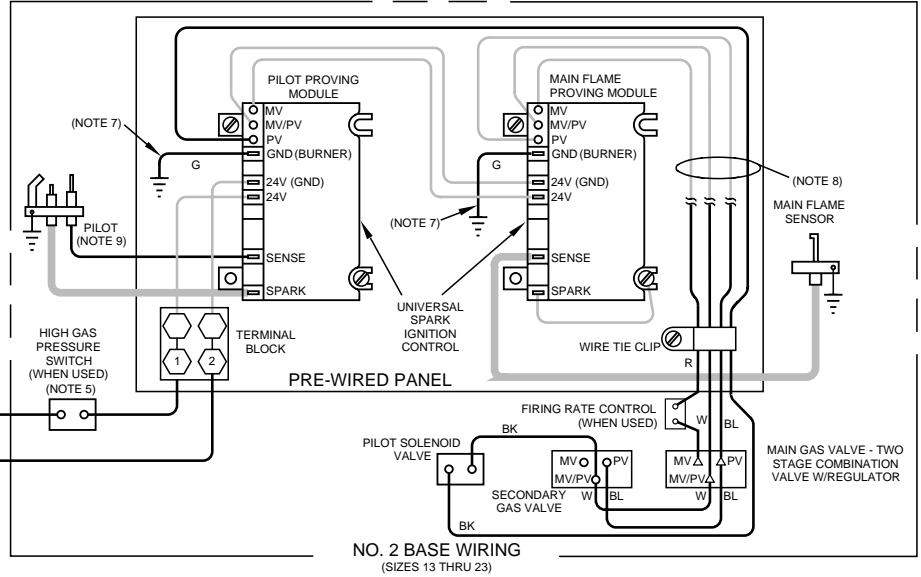 PILOT PROVING
MODULE
MV
MV/PV
PV
GND (BURNER)
24V (GND)
24V
SENSE
SPARK
(NOTE 7)
G
PILOT
(NOTE 9)
MAIN FLAME
PROVING MODULE
MV
MV/PV
PV
GND (BURNER)
24V (GND)
24V
SENSE
SPARK
G
(NOTE 7)
(NOTE 8)
MAIN FLAME
SENSOR
UNIVERSAL
SPARK
IGNITION
CONTROL
HIGH GAS
PRESSURE
SWITCH
(WHEN USED)
(NOTE 5)
1
2
TERMINAL
BLOCK
WIRE TIE CLIP
R
PRE-WIRED PANEL
FIRING RATE CONTROL
(WHEN USED)
W
BL
BK
PILOT SOLENOID
VALVE
MV
PV
MV/PV
W
BL
SECONDARY
GAS VALVE
MV
PV
MV/PV
W
BL
MAIN GAS VALVE - TWO
STAGE COMBINATION
VALVE W/REGULATOR
BK
NO. 2 BASE WIRING
(SIZES 13 THRU 23)